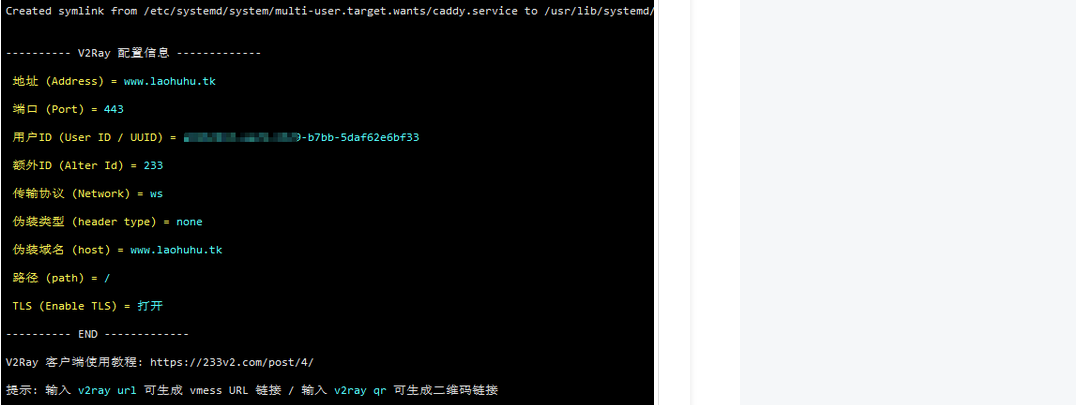 Created symlink from /etc/systemd/system/multi-user.target.wants/caddy.service to /usr/lib/systemd/
---------- V2Ray 配置信息 -------------
地址 (Address) = www.laohuhu.tk
端口 (Port) = 443
用户ID (User ID / UUID) = 9-b7bb-5daf62e6bf33
额外ID (Alter Id) = 233
传输协议 (Network) = ws
伪装类型 (header type) = none
伪装域名 (host) = www.laohuhu.tk
路径 (path) = /
TLS (Enable TLS) = 打开
---------- END -------------
V2Ray 客户端使用教程: https://233v2.com/post/4/
提示: 输入 v2ray url 可生成 vmess URL 链接 / 输入 v2ray qr 可生成二维码链接